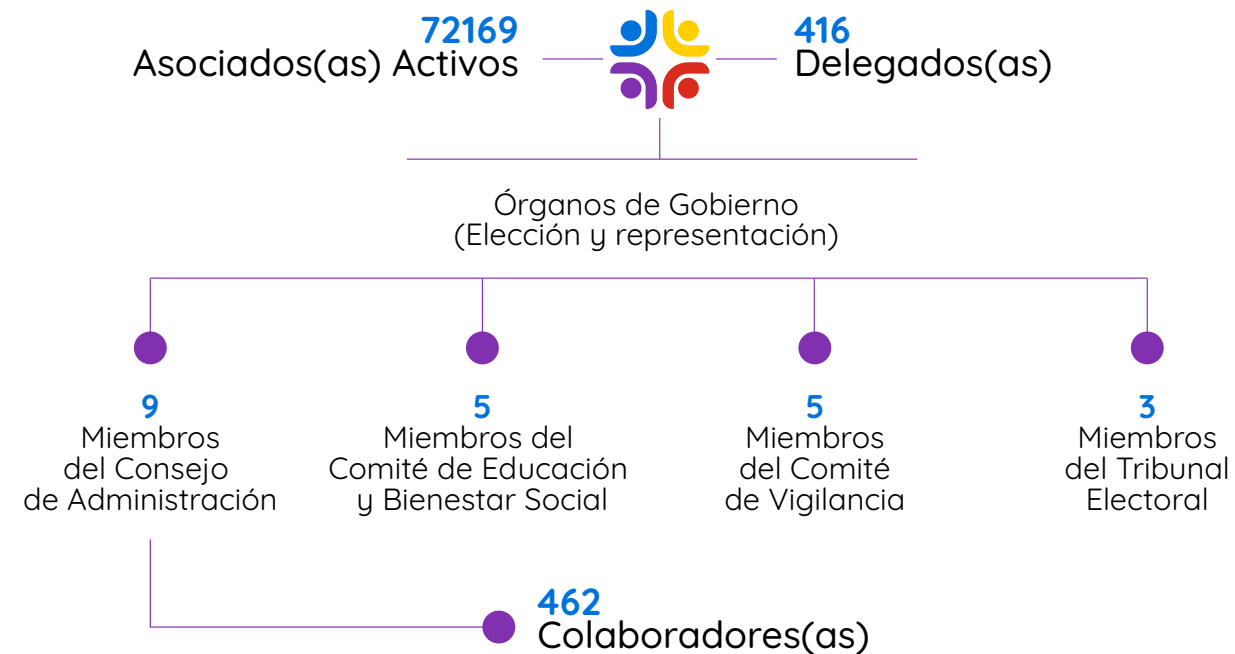 72169
Asociados(as) Activos
416
Delegados(as)
Órganos de Gobierno
(Elección y representación)
9
Miembros
del Consejo
de Administración
5
Miembros del
Comité de Educación
y Bienestar Social
5
Miembros
del Comité
de Vigilancia
3
Miembros
del Tribunal
Electoral
462
Colaboradores(as)